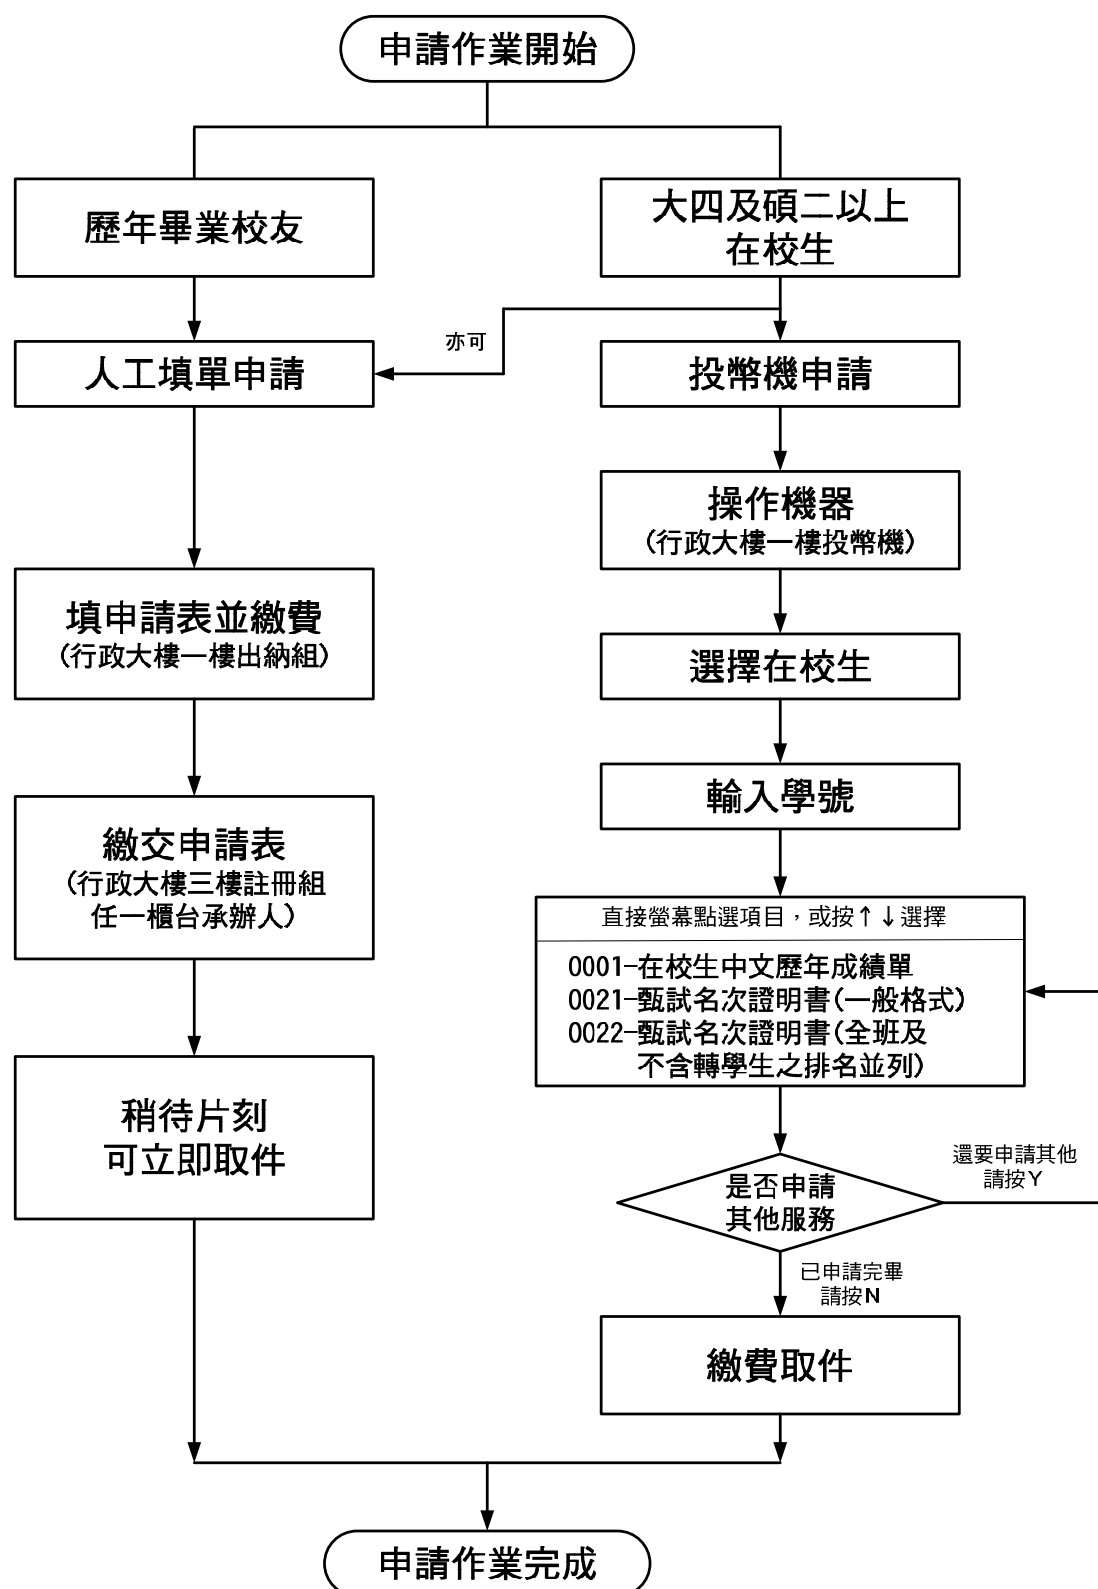 申請作業開始
歷年畢業校友
大四及碩二以上
在校生
亦可
人工填單申請
投幣機申請
操作機器
（行政大樓一樓投幣機）
填申請表並繳費
（行政大樓一樓出納組）
選擇在校生
輸入學號
繳交申請表
（行政大樓三樓註冊組
任一櫃台承辦人）
直接螢幕點選項目，或按↑↓選擇
0001-在校生中文歷年成績單
0021-甄試名次證明書(一般格式)
0022-甄試名次證明書(全班及
不含轉學生之排名並列)
稍待片刻
可立即取件
是否申請
其他服務
還要申請其他
請按Y
已申請完畢
請按N
繳費取件
申請作業完成